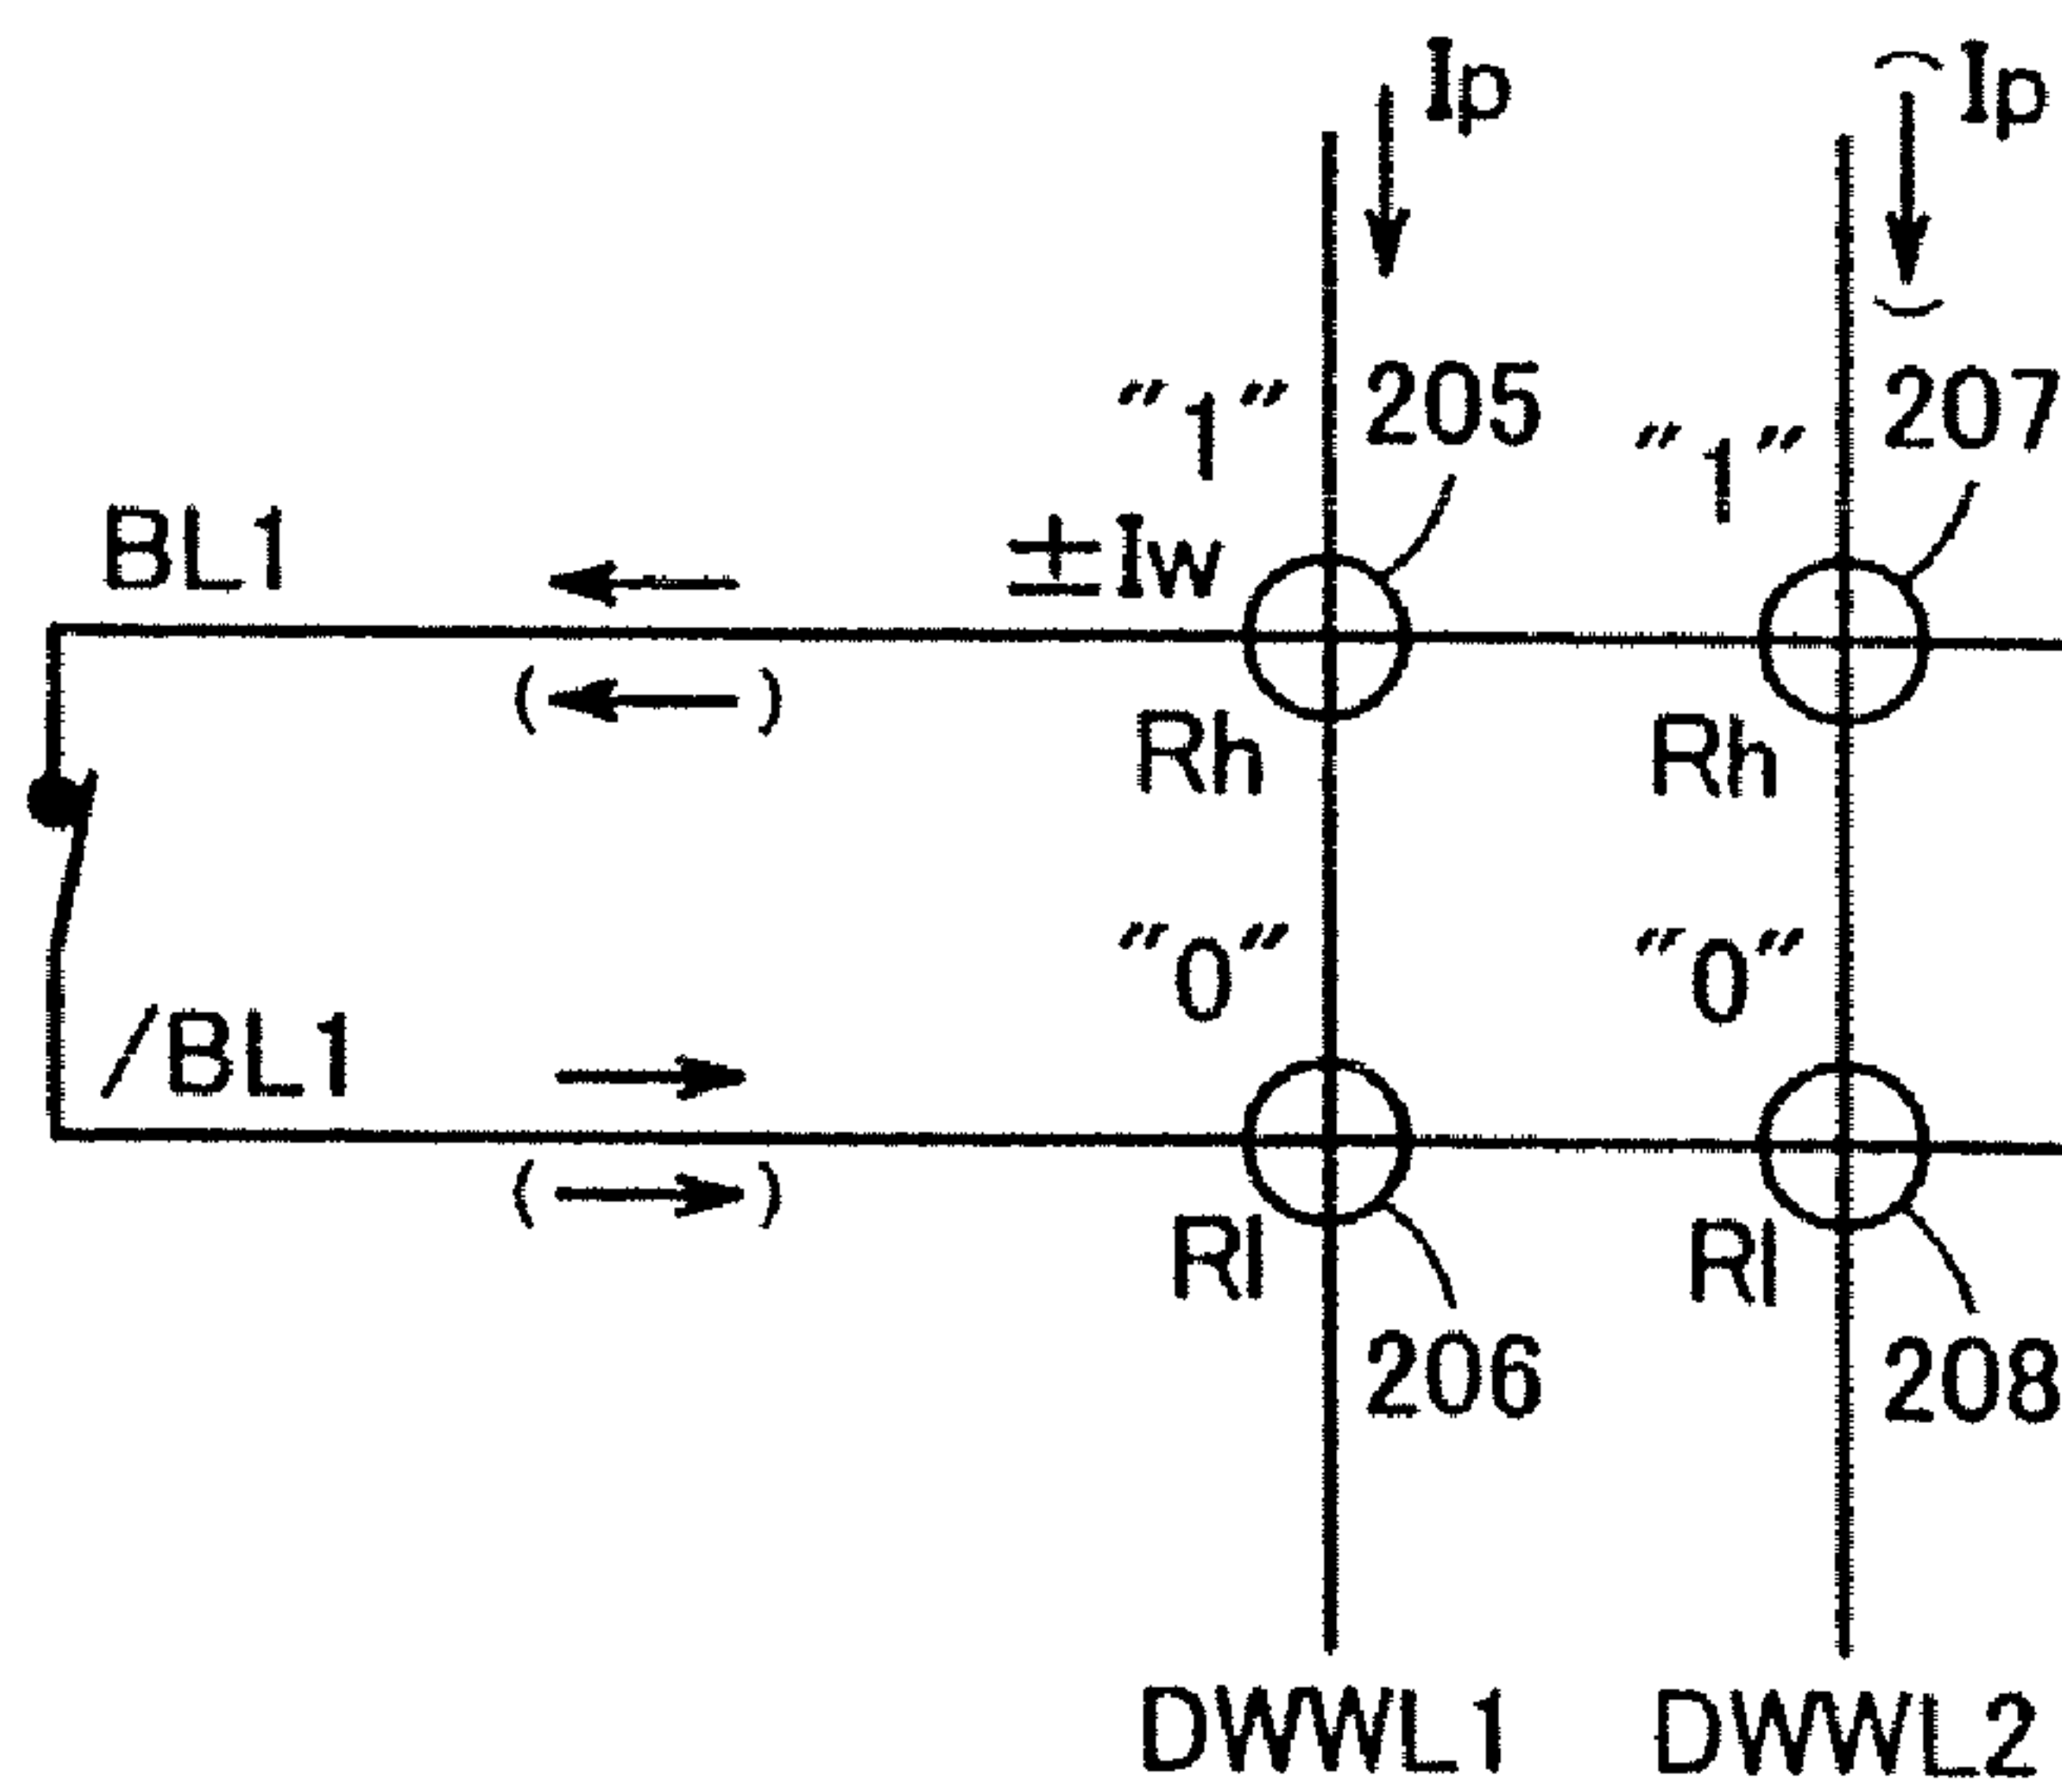 Ip
( Ip )
"1" 205
"1" 207
BL1
±Iw
( )
Rh
Rh
"0"
"0"
/BL1
( )
Rl
Rl
206
208
DWWL1
DWWL2